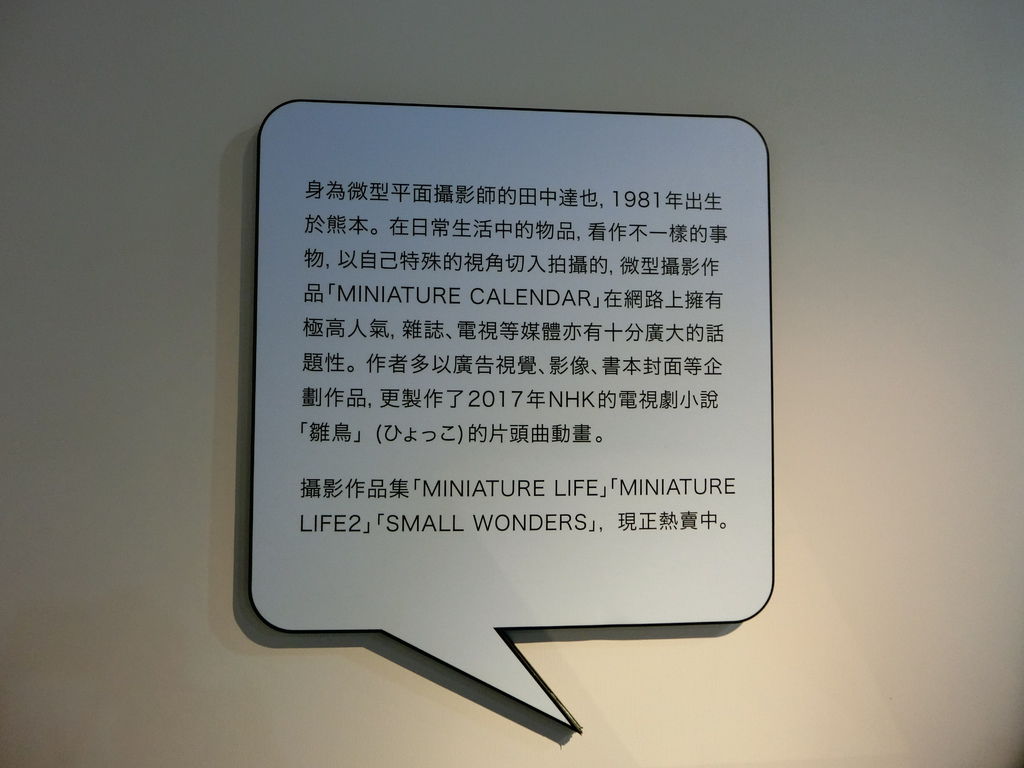 身為微型平面攝影師的田中達也, 1981年出生
於熊本。在日常生活中的物品, 看作不一樣的事
物, 以自己特殊的視角切入拍攝的, 微型攝影作
品「MINIATURE CALENDAR」在網路上擁有
極高人氣, 雜誌、電視等媒體亦有十分廣大的話
題性。作者多以廣告視覺、影像、書本封面等企
劃作品, 更製作了2017年NHK的電視劇小說
「雛鳥」(ひょっこ)的片頭曲動畫。
攝影作品集「MINIATURE LIFE」「MINIATURE
LIFE2」「SMALL WONDERS」, 現正熱賣中。